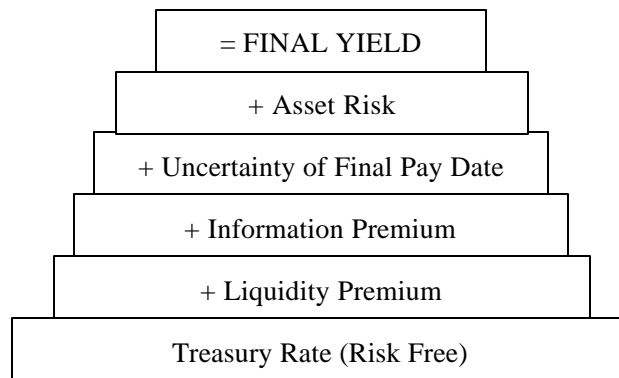 = FINAL YIELD
+ Asset Risk
+ Uncertainty of Final Pay Date
+ Information Premium
+ Liquidity Premium
Treasury Rate (Risk Free)